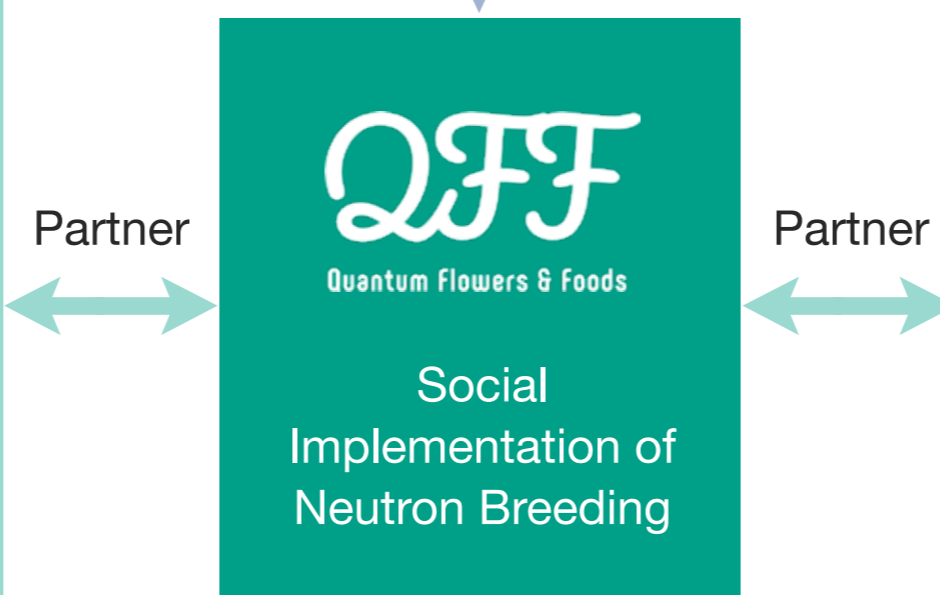 QFF
Quantum Flowers & Foods
Partner
Partner
Social
Implementation of
Neutron Breeding